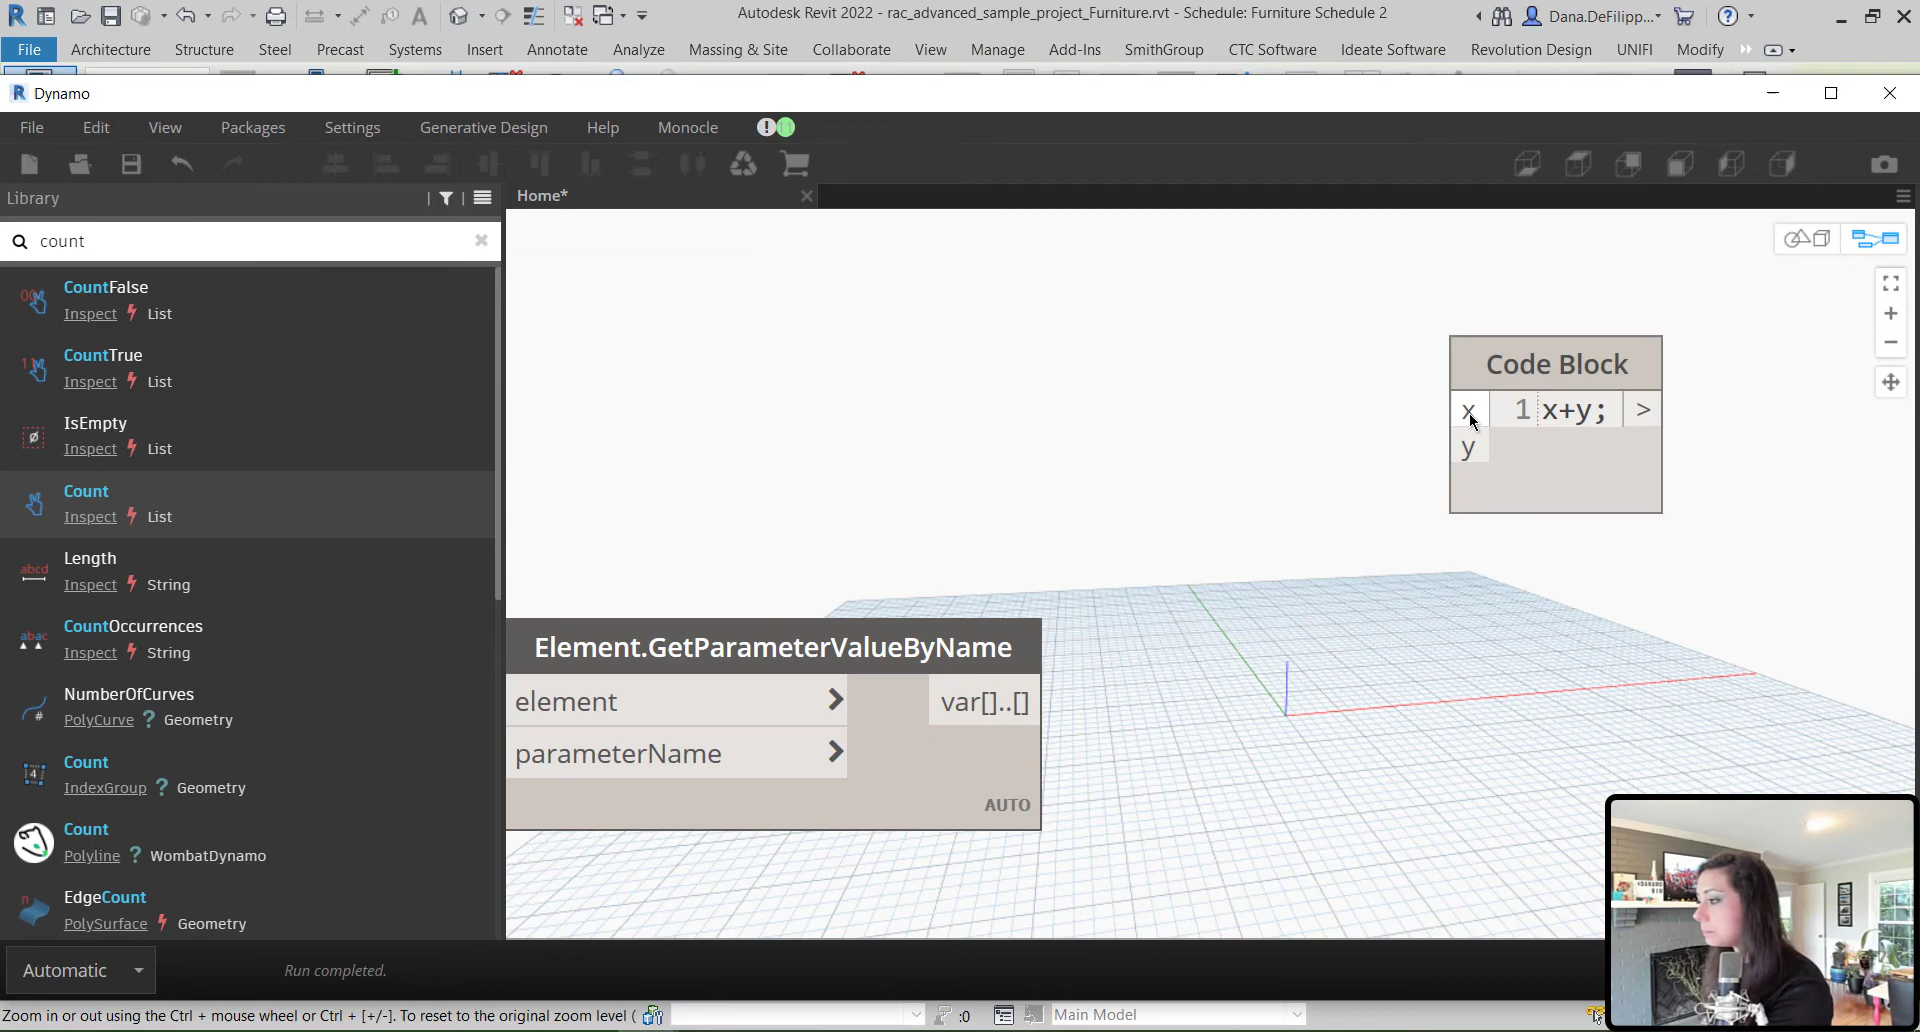 Autodesk Revit 2022 - rac_advanced_sample_project_Furniture.rvt - Schedule: Furniture Schedule 2
Dana.DeFilipp...
File Architecture Structure Steel Precast Systems Insert Annotate Analyze Massing & Site Collaborate View Manage Add-Ins SmithGroup CTC Software Ideate Software Revolution Design UNIFI Modify
R Dynamo
File Edit View Packages Settings Generative Design Help Monocle
Library
Home*
count
CountFalse
Inspect List
CountTrue
Inspect List
IsEmpty
Inspect List
Count
Inspect List
Length
Inspect String
CountOccurrences
Inspect String
NumberOfCurves
PolyCurve ? Geometry
Count
IndexGroup ? Geometry
Count
Polyline ? WombatDynamo
EdgeCount
PolySurface Geometry
Code Block
x 1 x+y; >
y
Element.GetParameterValueByName
element > var[]..[]
parameterName >
AUTO
Automatic Run completed.
Zoom in or out using the Ctrl + mouse wheel or Ctrl + [+/-]. To reset to the original zoom level (
:0
Main Model